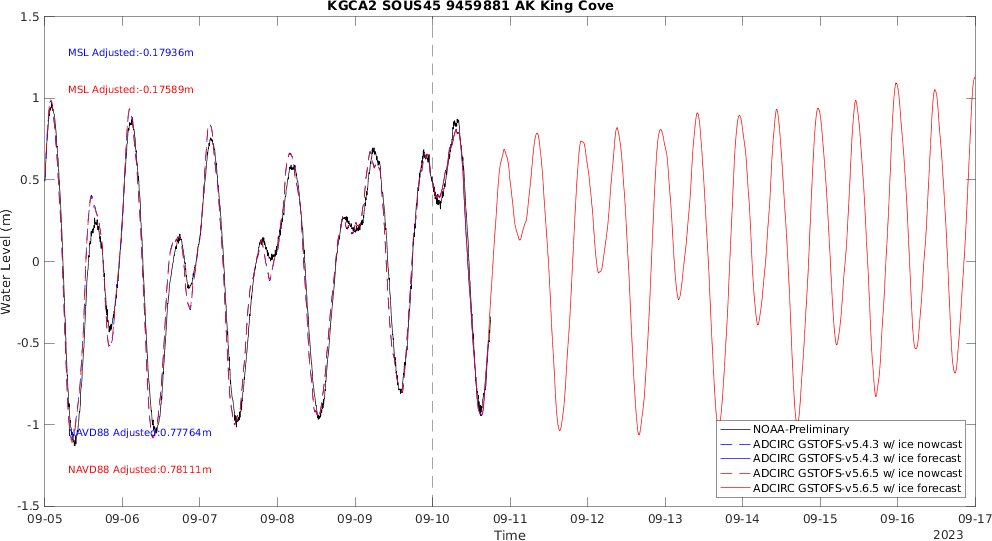 KGCA2 SOUS45 9459881 AK King Cove
1.5
1
0.5
0
-0.5
-1
-1.5
Water Level (m)
MSL Adjusted:-0.17936m
MSL Adjusted:-0.17589m
NAVD88 Adjusted:0.77764m
NAVD88 Adjusted:0.78111m
NOAA-Preliminary
ADCIRC GSTOFS-v5.4.3 w/ ice nowcast
ADCIRC GSTOFS-v5.4.3 w/ ice forecast
ADCIRC GSTOFS-v5.6.5 w/ ice nowcast
ADCIRC GSTOFS-v5.6.5 w/ ice forecast
09-05 09-06 09-07 09-08 09-09 09-10 09-11 09-12 09-13 09-14 09-15 09-16 09-17
Time
2023